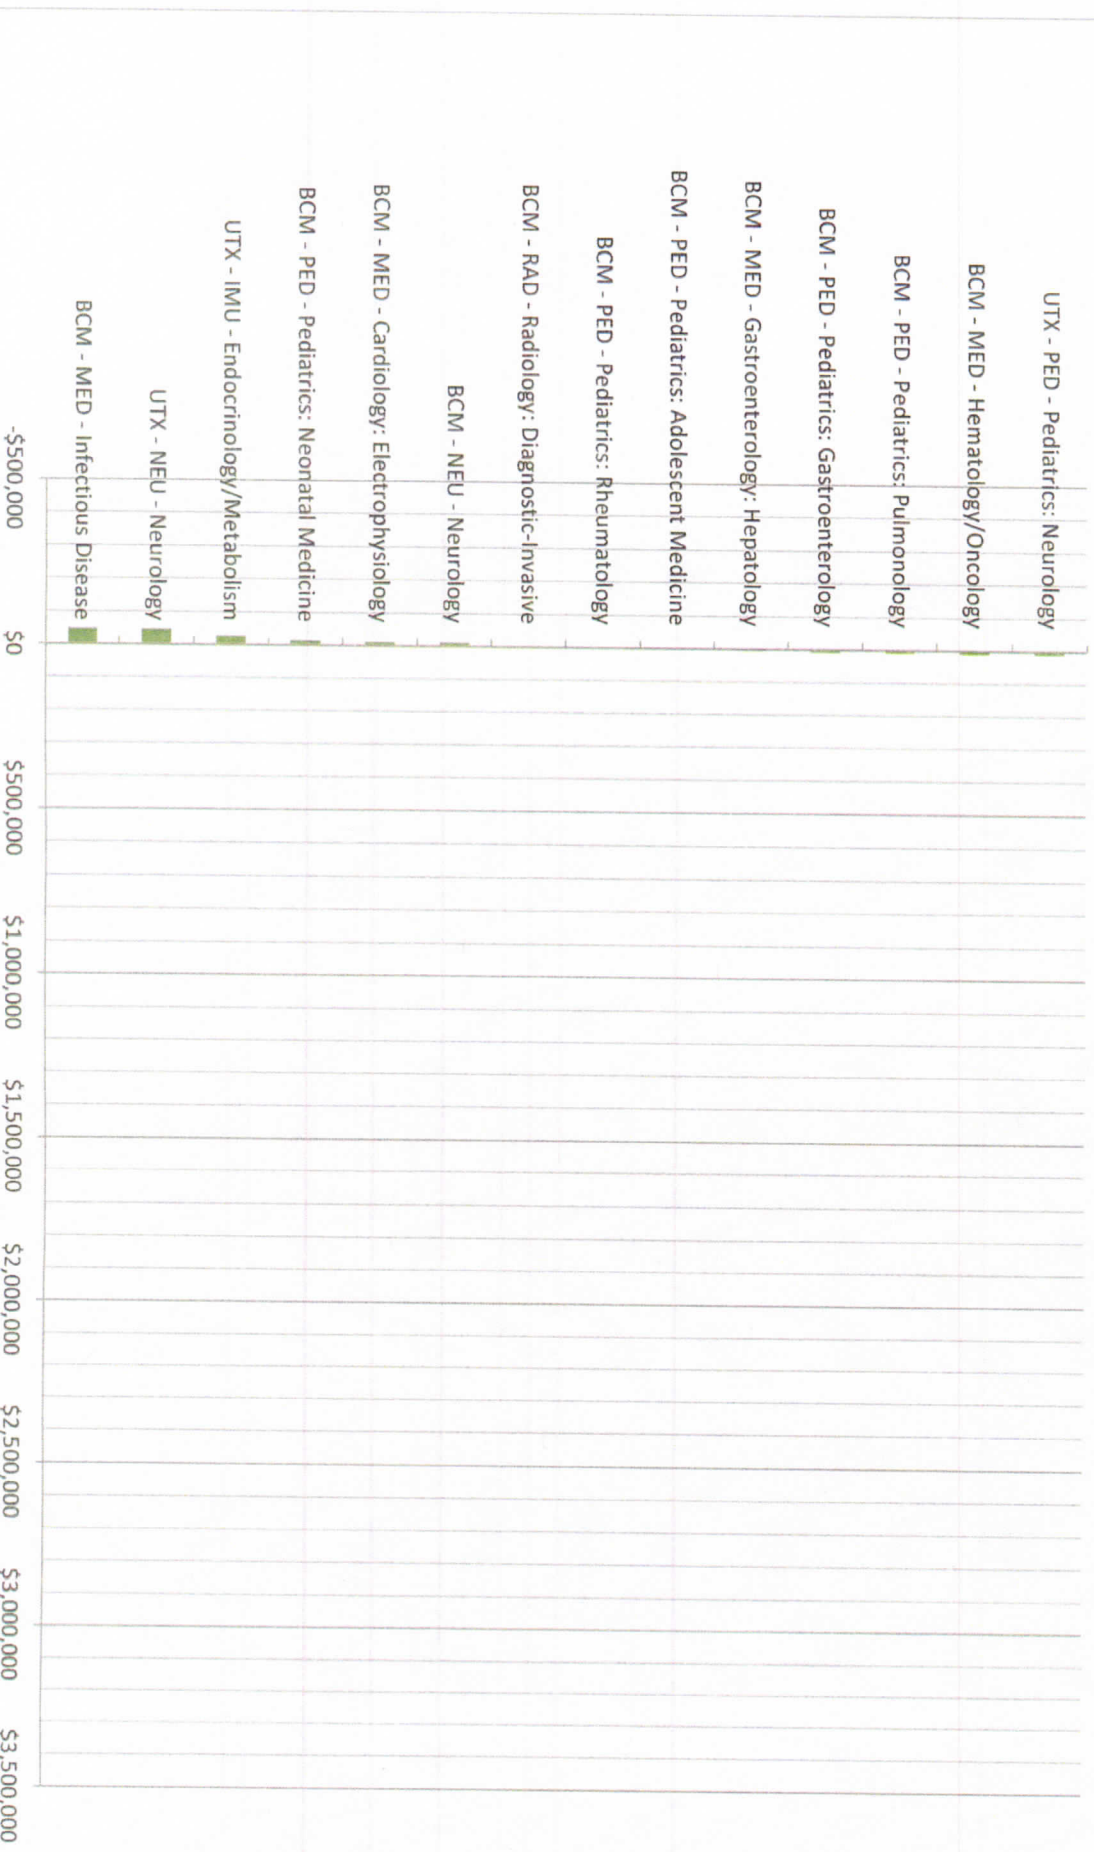 UTX - PED - Pediatrics: Neurology
BCM - MED - Hematology/Oncology
BCM - PED - Pediatrics: Pulmonology
BCM - PED - Pediatrics: Gastroenterology
BCM - MED - Gastroenterology: Hepatology
BCM - PED - Pediatrics: Adolescent Medicine
BCM - PED - Pediatrics: Rheumatology
BCM - RAD - Radiology: Diagnostic-Invasive
BCM - NEU - Neurology
BCM - MED - Cardiology: Electrophysiology
BCM - PED - Pediatrics: Neonatal Medicine
UTX - IMU - Endocrinology/Metabolism
UTX - NEU - Neurology
BCM - MED - Infectious Disease
-$500,000 $0 $500,000 $1,000,000 $1,500,000 $2,000,000 $2,500,000 $3,000,000 $3,500,000